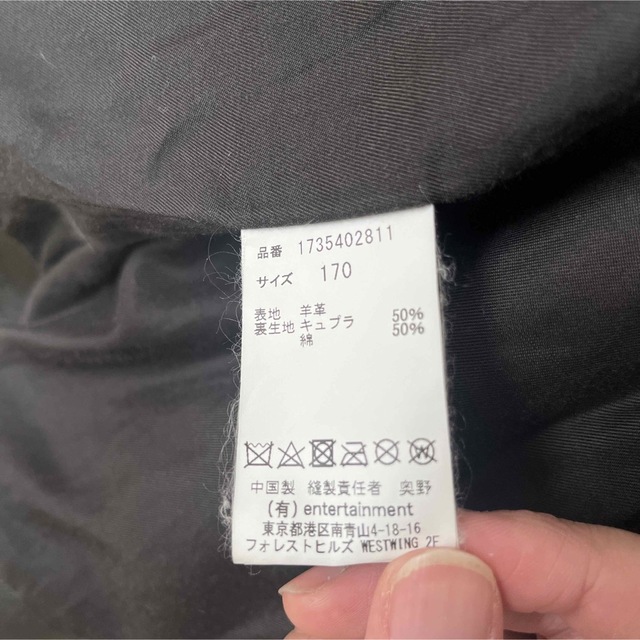 品番 1735402811
サイズ 170
表地 羊革
裏生地 キュプラ 50%
綿 50%
中国製 縫製責任者 奥野
(有) entertainment
東京都港区南青山4-18-16
フォレストヒルズ WESTWING 2F